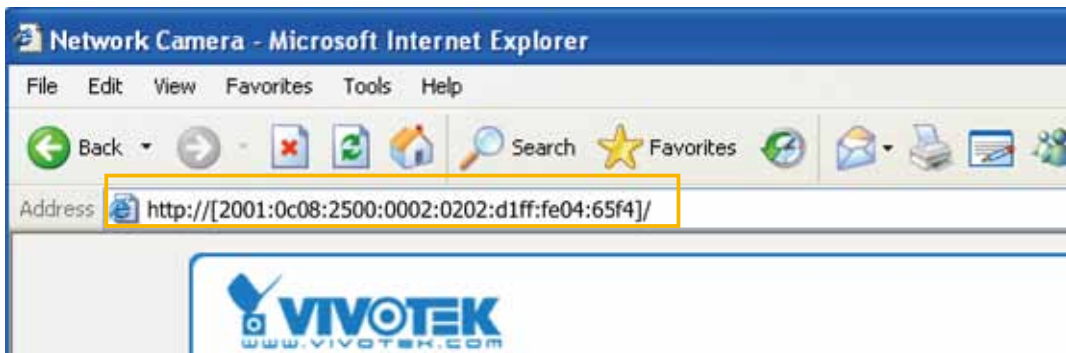 Network Camera - Microsoft Internet Explorer
File Edit View Favorites Tools Help
Back Search Favorites
Address http://[2001:0c08:2500:0002:0202:d1ff:fe04:65f4]/
VIVOTEK
www.vivotek.com